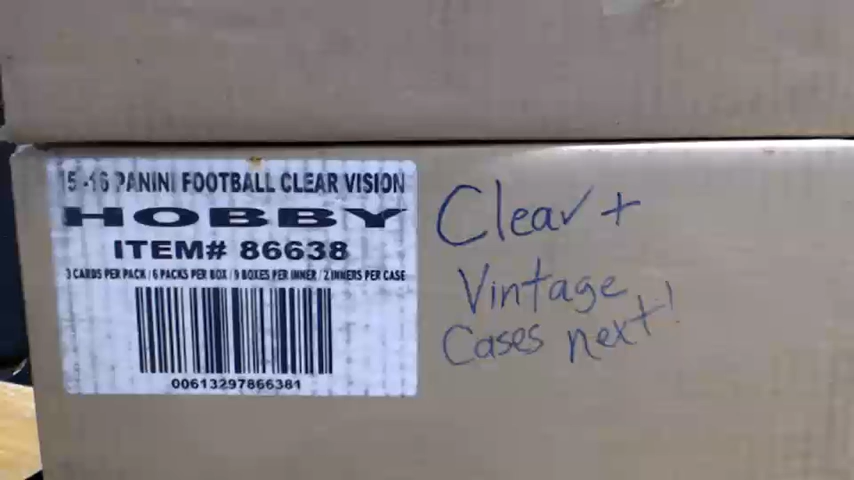 15-16 PANINI FOOTBALL CLEAR VISION
HOBBY
ITEM# 86638
3 CARDS PER PACK / 6 PACKS PER BOX / 9 BOXES PER INNER / 2 INNERS PER CASE
00613297866381
Clear +
Vintage
Cases next!